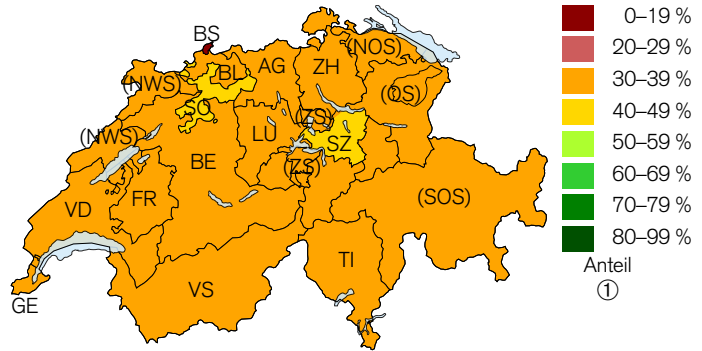 BS
(NOS)
0–19 %
20–29 %
30–39 %
40–49 %
50–59 %
60–69 %
70–79 %
80–99 %
Anteil
①
(NWS)
BL
AG
ZH
(OS)
SO
(ZS)
(NWS)
LU
SZ
BE
(ZS)
FR
(SOS)
VD
TI
VS
GE